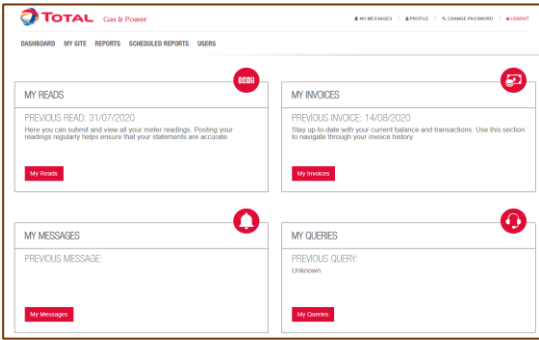 TOTAL Gas & Power
NO MESSAGES | PROFILE | CHANGE PASSWORD | LOGOUT
DASHBOARD MY SITE REPORTS SCHEDULED REPORTS USERS
MY READS
PREVIOUS READ: 31/07/2020
Here you can submit and view all your meter readings. Posting your
readings regularly helps ensure that your statements are accurate.
My Reads
MY INVOICES
PREVIOUS INVOICE: 14/08/2020
Stay up-to-date with your current balance and transactions. Use this section
to navigate through your invoice history.
My Invoices
MY MESSAGES
PREVIOUS MESSAGE:
My Messages
MY QUERIES
PREVIOUS QUERY:
Unknown
My Queries